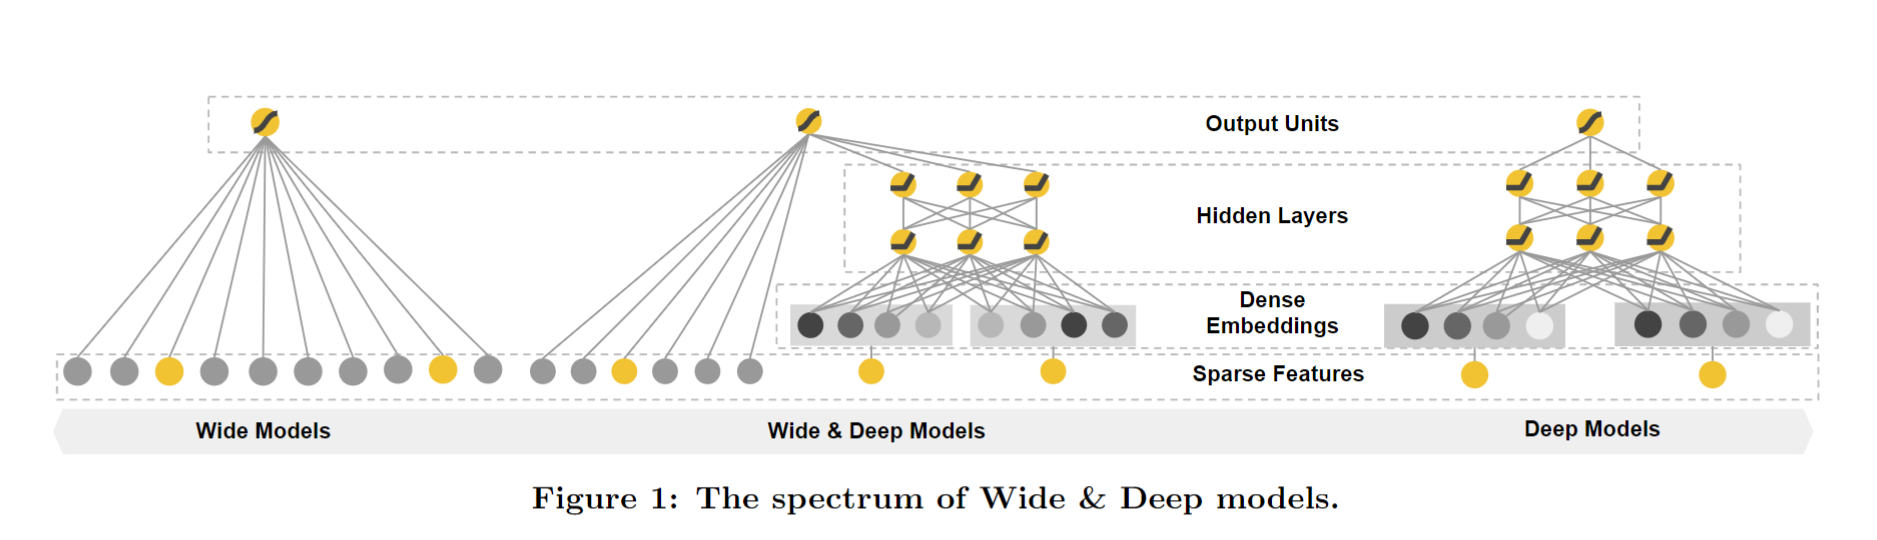 Output Units
Hidden Layers
Dense
Embeddings
Sparse Features
Wide Models
Wide & Deep Models
Deep Models
Figure 1: The spectrum of Wide & Deep models.